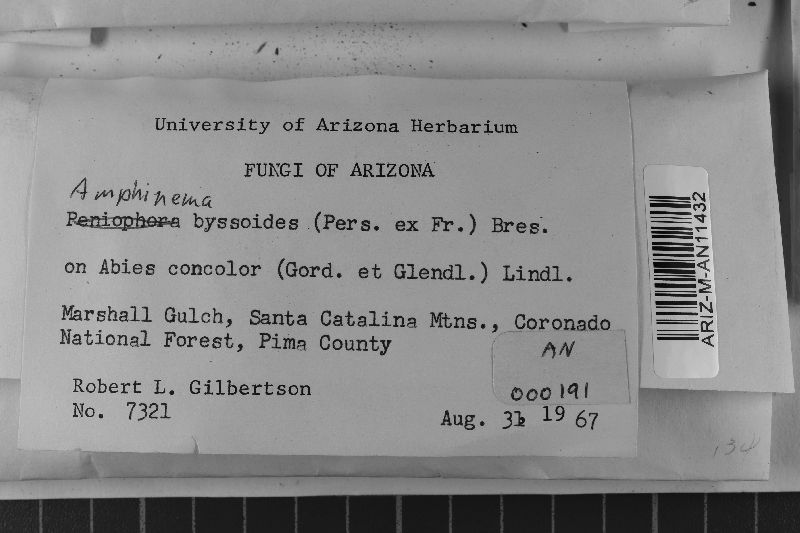 University of Arizona Herbarium
FUNGI OF ARIZONA
Amphinema
Peniophora byssoides (Pers. ex Fr.) Bres.
on Abies concolor (Gord. et Glendl.) Lindl.
Marshall Gulch, Santa Catalina Mtns., Coronado
National Forest, Pima County
AN
000191
Robert L. Gilbertson
No. 7321
Aug. 31 19 67
ARIZ-M-AN11432